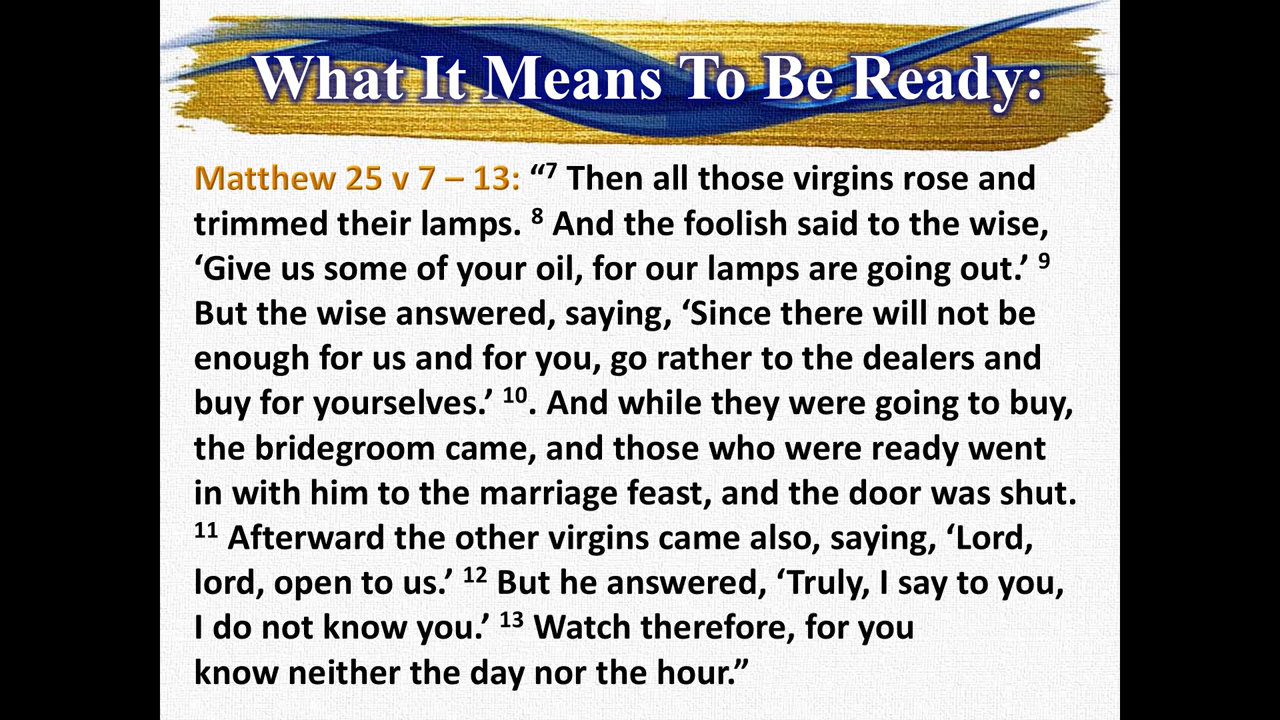 What It Means To Be Ready:
Matthew 25 v 7 – 13: “⁷ Then all those virgins rose and
trimmed their lamps. ⁸ And the foolish said to the wise,
‘Give us some of your oil, for our lamps are going out.’ ⁹
But the wise answered, saying, ‘Since there will not be
enough for us and for you, go rather to the dealers and
buy for yourselves.’ ¹⁰. And while they were going to buy,
the bridegroom came, and those who were ready went
in with him to the marriage feast, and the door was shut.
¹¹ Afterward the other virgins came also, saying, ‘Lord,
lord, open to us.’ ¹² But he answered, ‘Truly, I say to you,
I do not know you.’ ¹³ Watch therefore, for you
know neither the day nor the hour.”